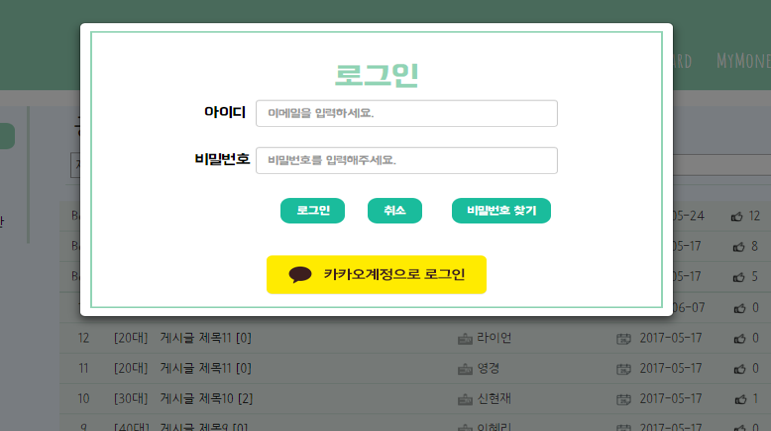 MYMONE
로그인
아이디 이메일을 입력하세요.
비밀번호 비밀번호를 입력해주세요.
로그인 취소 비밀번호 찾기
카카오계정으로 로그인
05-24 12
05-17 8
05-17 5
06-07 0
12 [20대] 게시글 제목11 [0] 라이언 2017-05-17 0
11 [20대] 게시글 제목11 [0] 영경 2017-05-17 0
10 [30대] 게시글 제목10 [2] 신현재 2017-05-17 1
9 [40대] 게시글 제목9 [0] 이혜리 2017-05-17 0